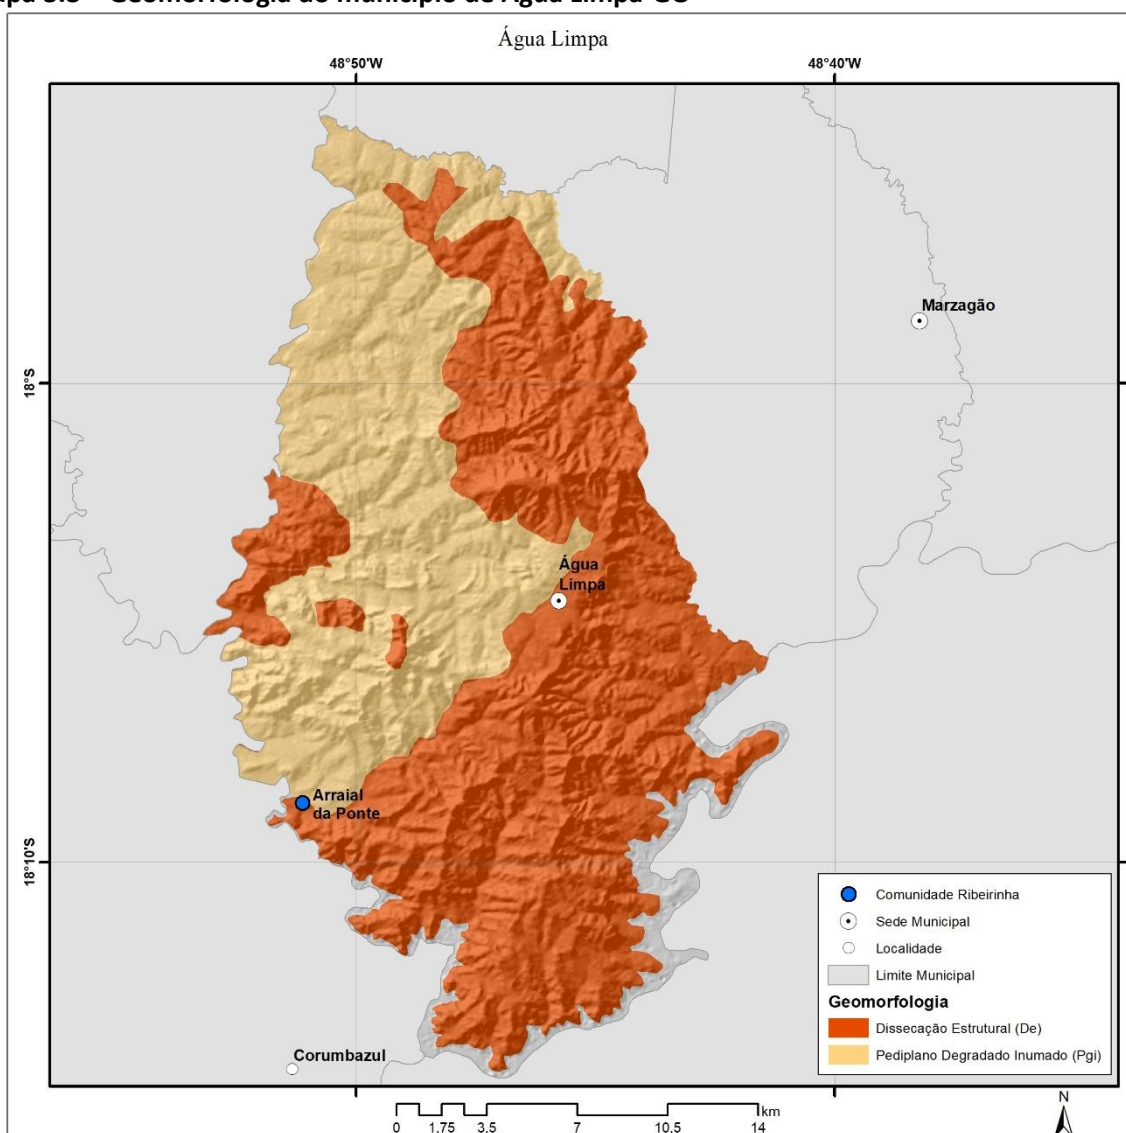 Água Limpa
48°50'W
48°40'W
Marzagão
18°S
Água
Limpa
Arraial
da Ponte
18°10'S
Corumbazul
Comunidade Ribeirinha
Sede Municipal
Localidade
Limite Municipal
Geomorfologia
Dissecação Estrutural (De)
Pediplano Degradado Inumado (Pgi)
km
0 1.75 3.5 7 10.5 14
N